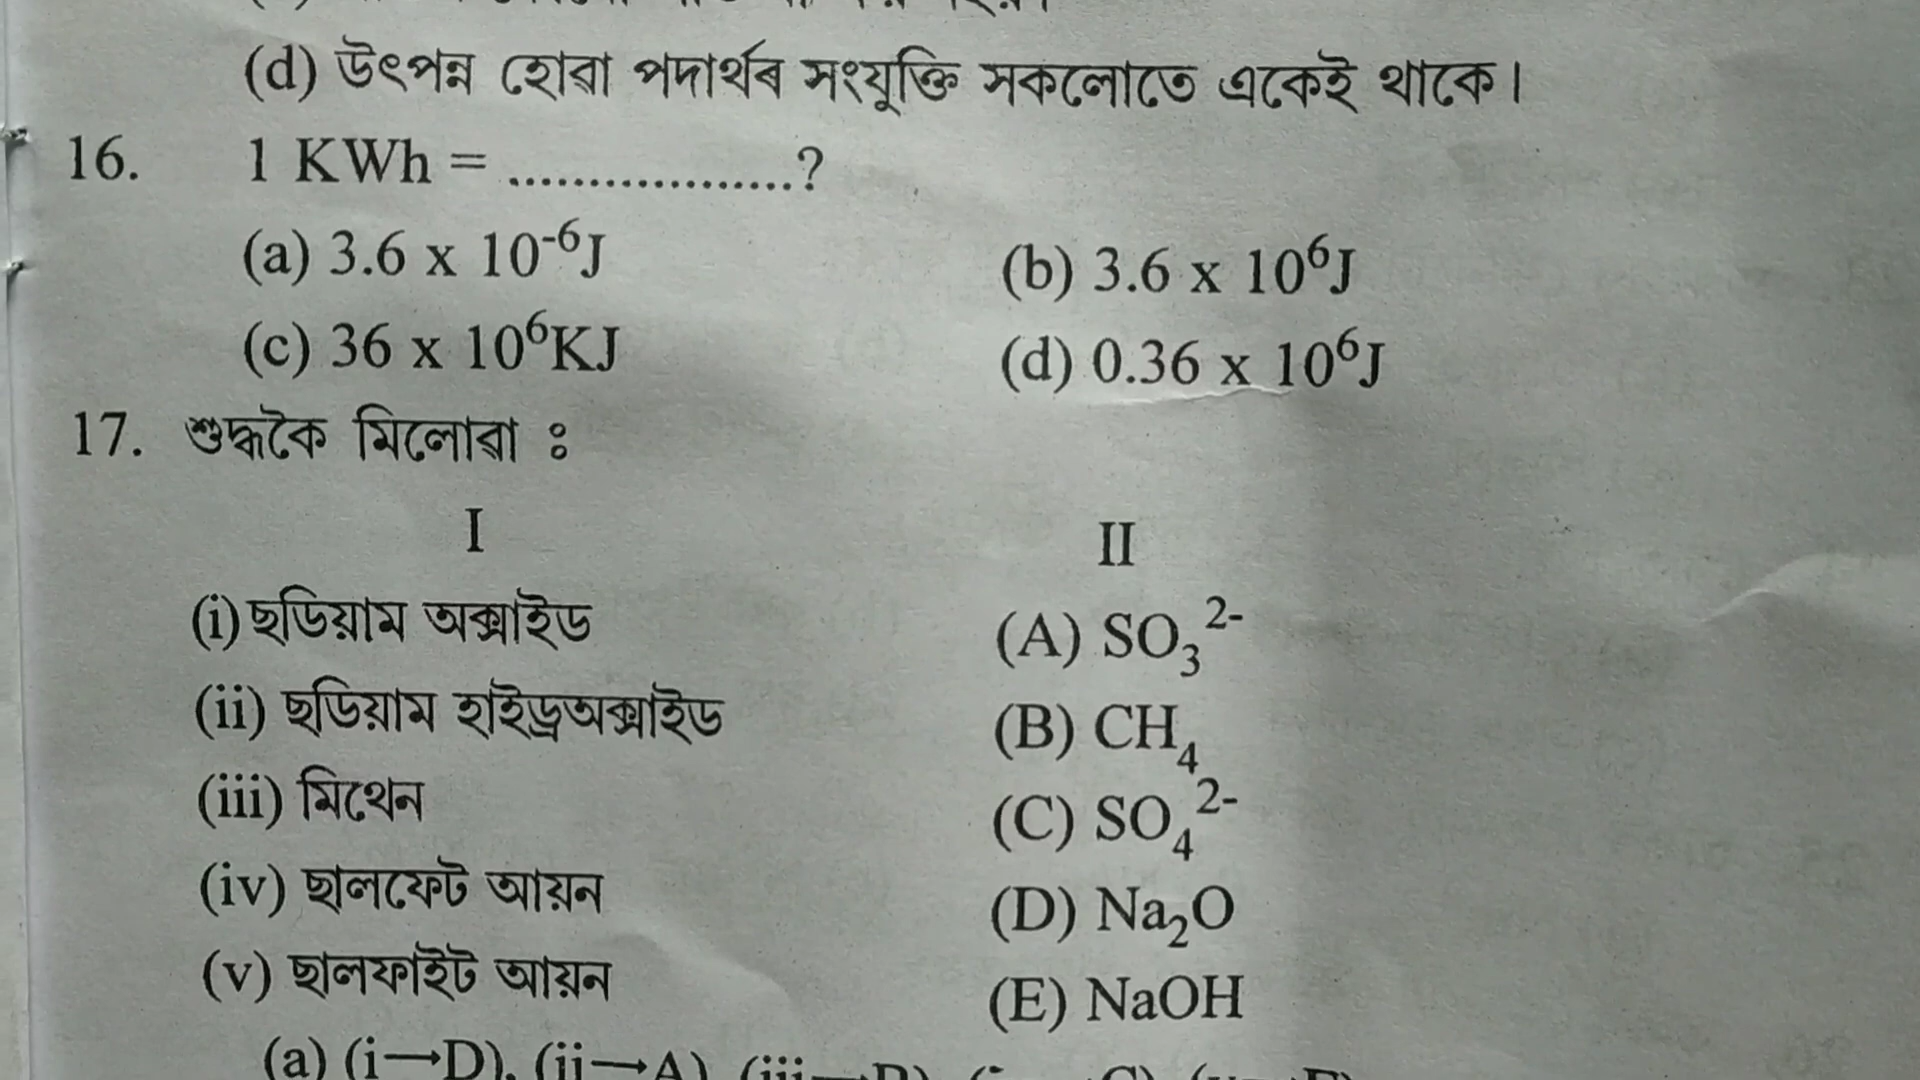 (d) উৎপন্ন হোৱা পদাৰ্থৰ সংযুক্তি সকলোতে একেই থাকে।
16. 1 KWh = ..................?
(a) 3.6 x 10⁻⁶J (b) 3.6 x 10⁶J
(c) 36 x 10⁶KJ (d) 0.36 x 10⁶J
17. শুদ্ধকৈ মিলোৱা ঃ
I II
(i) ছডিয়াম অক্সাইড (A) SO₃²⁻
(ii) ছডিয়াম হাইড্ৰঅক্সাইড (B) CH₄
(iii) মিথেন (C) SO₄²⁻
(iv) ছালফেট আয়ন (D) Na₂O
(v) ছালফাইট আয়ন (E) NaOH
(a) (i→D), (ii→A)